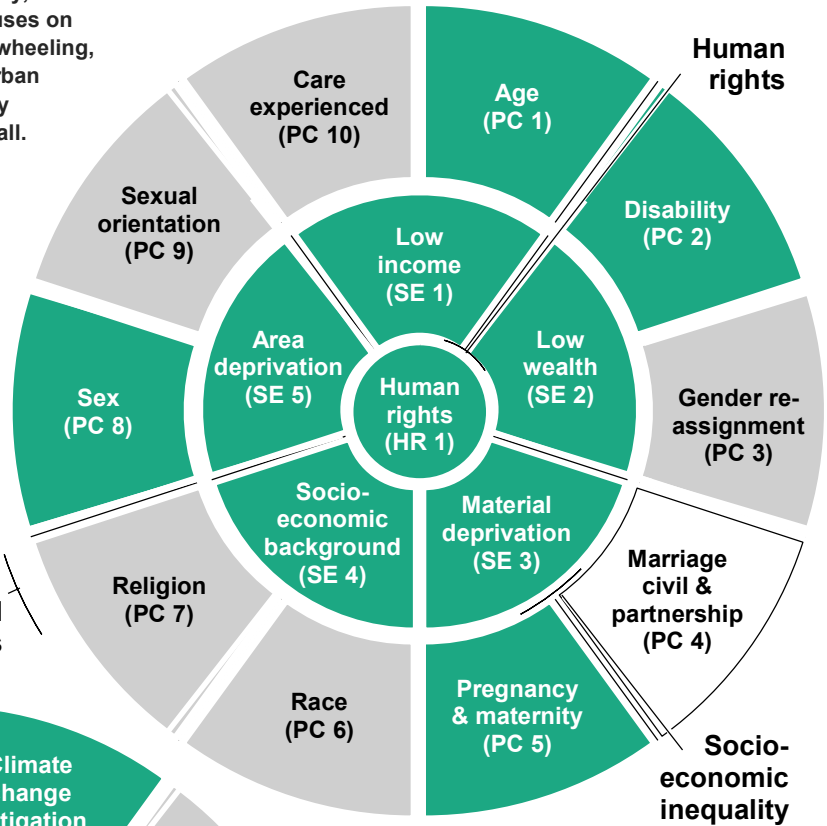 uses on
wheeling,
all.
Human
rights
Care
experienced
(PC 10)
Age
(PC 1)
Sexual
orientation
(PC 9)
Disability
(PC 2)
Low
income
(SE 1)
Area
deprivation
(SE 5)
Low
wealth
(SE 2)
Sex
(PC 8)
Human
rights
(HR 1)
Gender re-
assignment
(PC 3)
Socio-
economic
background
(SE 4)
Material
deprivation
(SE 3)
Marriage
civil &
partnership
(PC 4)
Religion
(PC 7)
Race
(PC 6)
Pregnancy
& maternity
(PC 5)
Socio-
economic
inequality
Climate
change